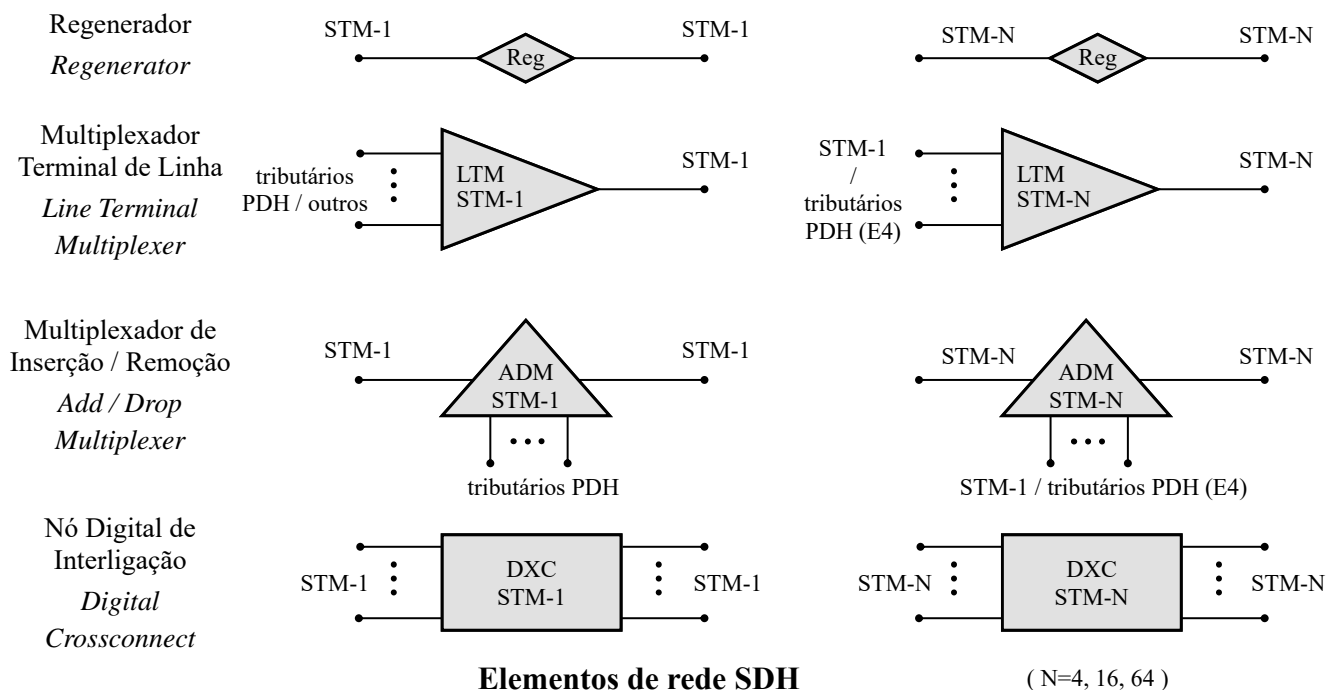 Regenerador
Regenerator
STM-1
Reg
STM-1
STM-N
Reg
STM-N
Multiplexador
Terminal de Linha
Line Terminal
Multiplexer
tributários
PDH / outros
LTM
STM-1
STM-1
STM-1
/
tributários
PDH (E4)
LTM
STM-N
STM-N
Multiplexador de
Inserção / Remoção
Add / Drop
Multiplexer
STM-1
ADM
STM-1
STM-1
tributários PDH
STM-N
ADM
STM-N
STM-N
STM-1 / tributários PDH (E4)
Nó Digital de
Interligação
Digital
Crossconnect
STM-1
DXC
STM-1
STM-1
STM-N
DXC
STM-N
STM-N
Elementos de rede SDH
( N=4, 16, 64 )